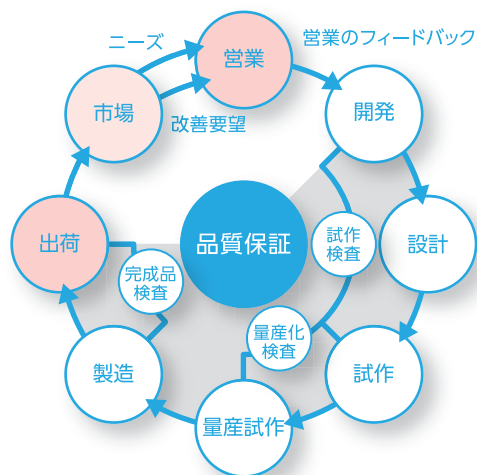 ニーズ
営業
営業のフィードバック
市場
改善要望
開発
出荷
品質保証
試作
検査
設計
完成品
検査
量産化
検査
製造
試作
量産試作